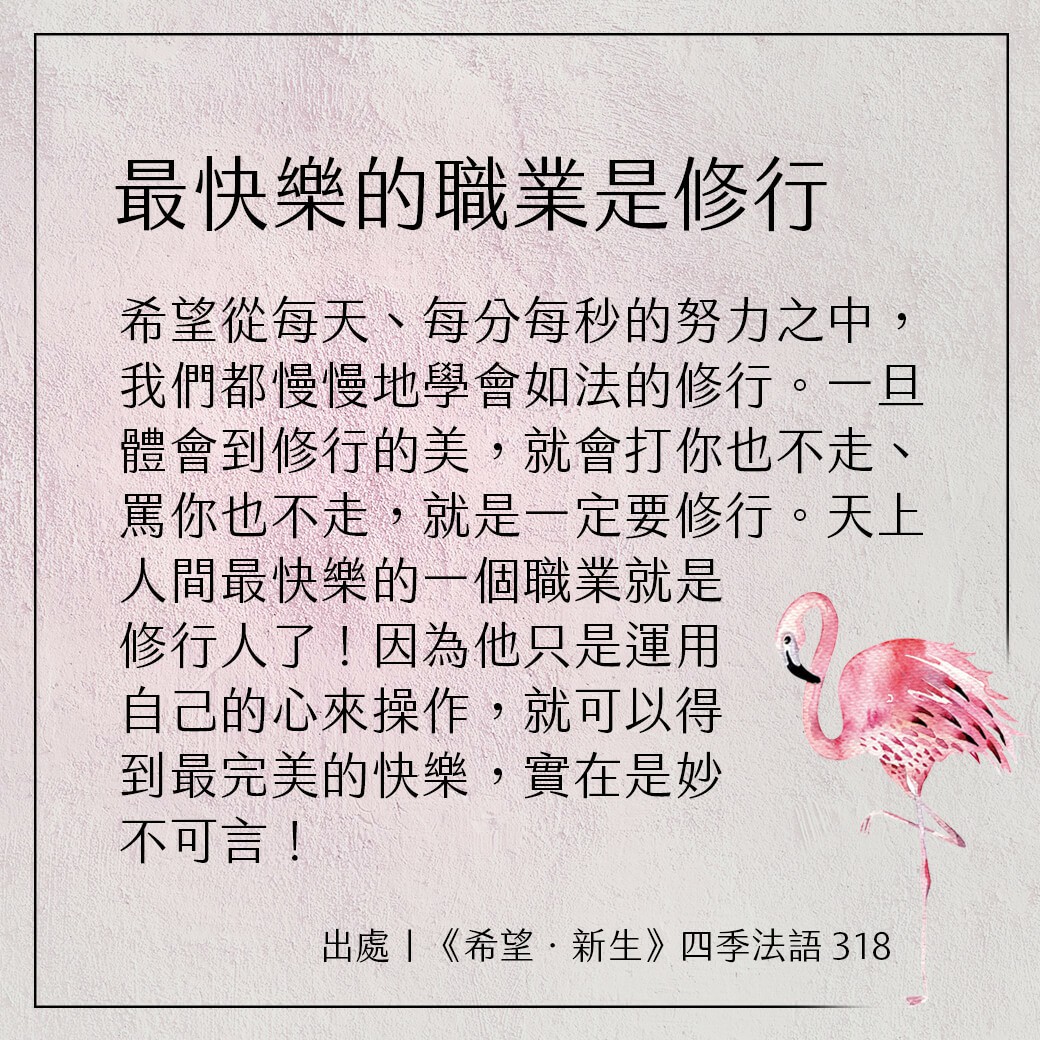 最快樂的職業是修行
希望從每天、每分每秒的努力之中，
我們都慢慢地學會如法的修行。一旦
體會到修行的美，就會打你也不走、
罵你也不走，就是一定要修行。天上
人間最快樂的一個職業就是
修行人了！因為他只是運用
自己的心來操作，就可以得
到最完美的快樂，實在是妙
不可言！
出處｜《希望．新生》四季法語 318